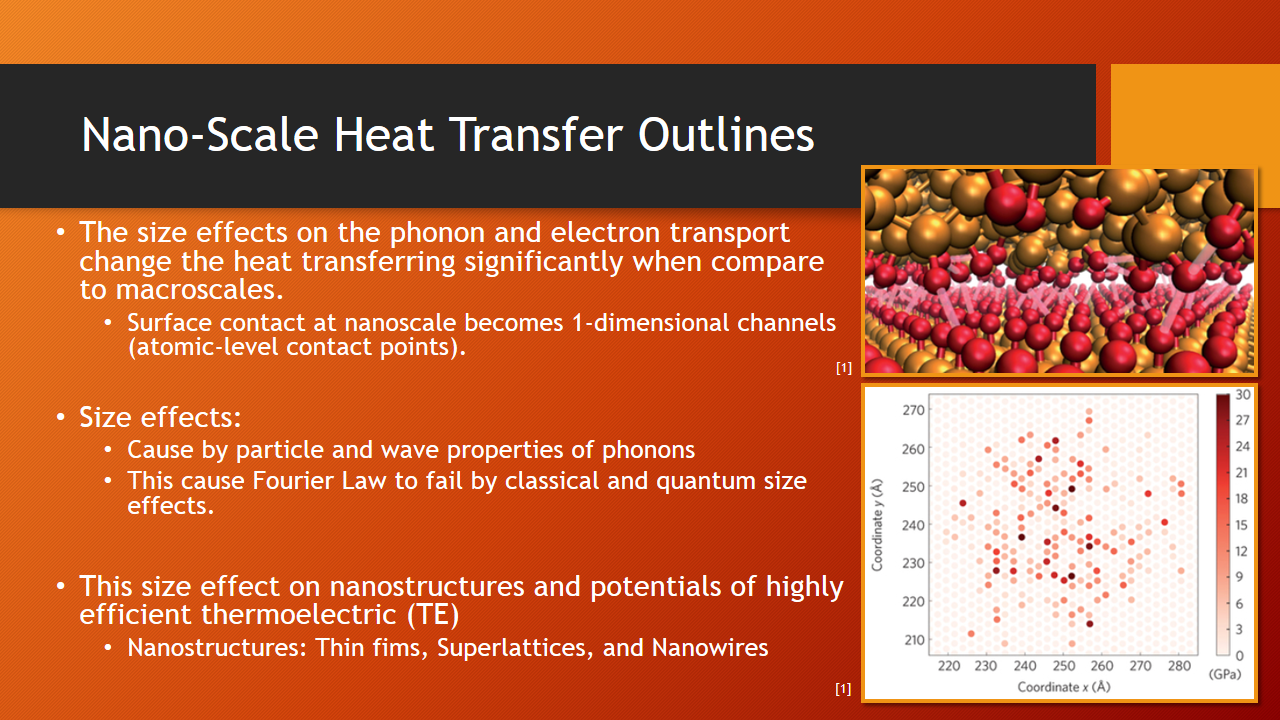 Nano-Scale Heat Transfer Outlines
• The size effects on the phonon and electron transport
change the heat transferring significantly when compare
to macroscales.
• Surface contact at nanoscale becomes 1-dimensional channels
(atomic-level contact points).
[1]
• Size effects:
• Cause by particle and wave properties of phonons
• This cause Fourier Law to fail by classical and quantum size
effects.
• This size effect on nanostructures and potentials of highly
efficient thermoelectric (TE)
• Nanostructures: Thin fims, Superlattices, and Nanowires
[1]
Coordinate y (Å)
270
260
250
240
230
220
210
220 230 240 250 260 270 280
Coordinate x (Å)
30
27
24
21
18
15
12
9
6
3
0
(GPa)